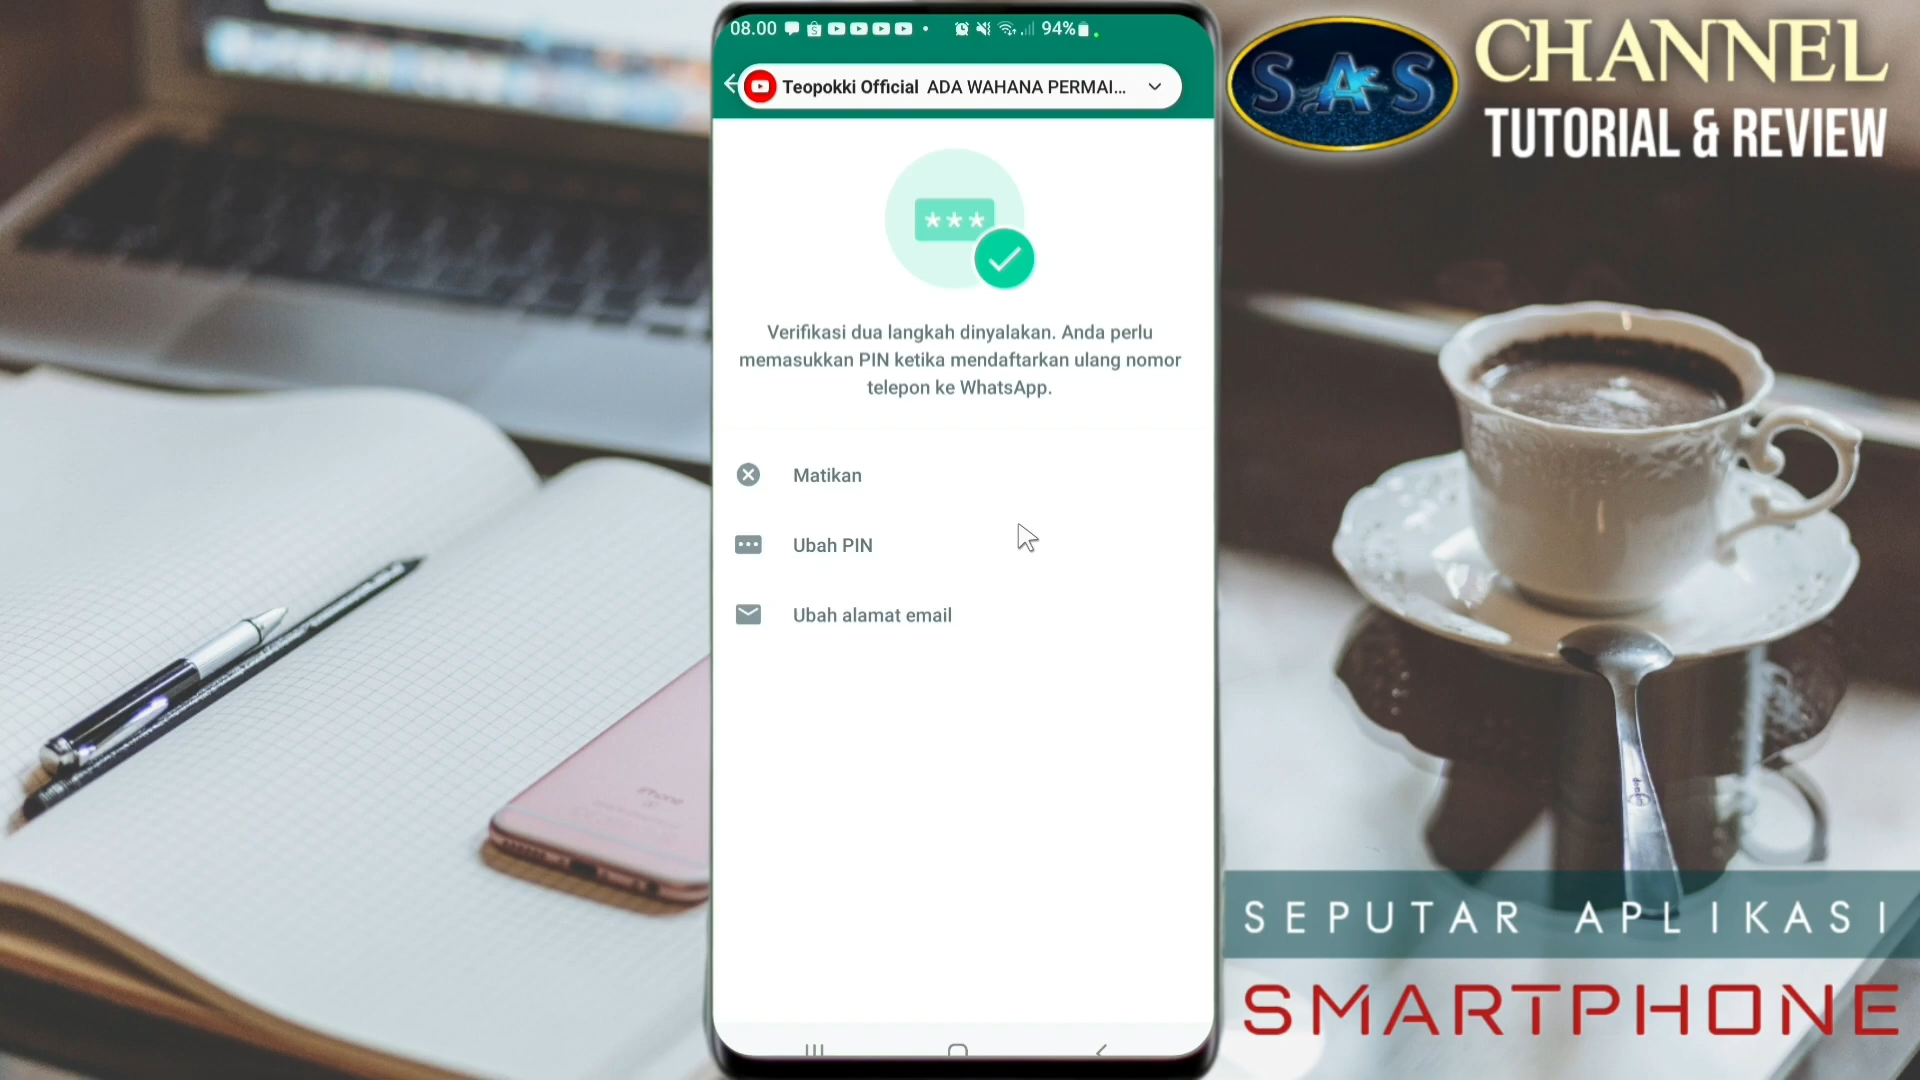 08.00
94%
Teopokki Official ADA WAHANA PERMAI...
***
Verifikasi dua langkah dinyalakan. Anda perlu
memasukkan PIN ketika mendaftarkan ulang nomor
telepon ke WhatsApp.
Matikan
Ubah PIN
Ubah alamat email
SAS
CHANNEL
TUTORIAL & REVIEW
iPhone
SEPUTAR APLIKASI
SMARTPHONE